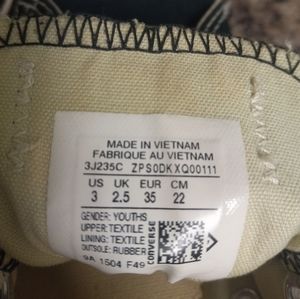 MADE IN VIETNAM
FABRIQUE AU VIETNAM
3J235C ZPS0DKXQ00111
US UK EUR CM
3 2.5 35 22
GENDER: YOUTHS
UPPER: TEXTILE
LINING: TEXTILE
OUTSOLE: RUBBER
9A 1504 F49
CONVERSE